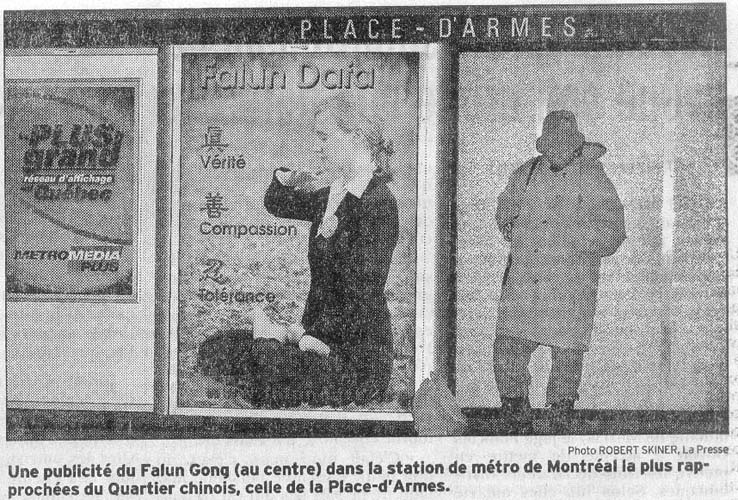 PLACE-D'ARMES
Le PLUS
grand
réseau d'affichage
au Québec
METROMEDIA
PLUS
Falun Dafa
真
Vérité
善
Compassion
忍
Tolérance
Photo ROBERT SKINER, La Presse
Une publicité du Falun Gong (au centre) dans la station de métro de Montréal la plus rap-
prochées du Quartier chinois, celle de la Place-d'Armes.